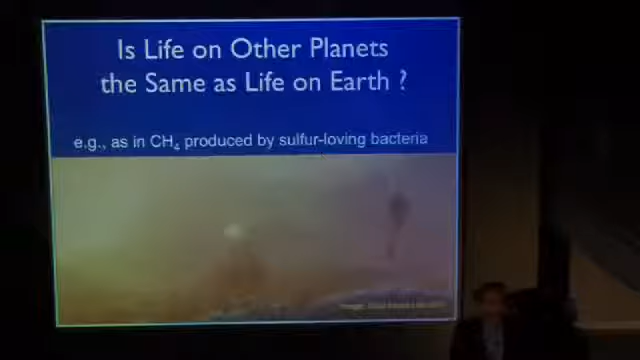 Is Life on Other Planets
the Same as Life on Earth ?
e.g., as in CH₄ produced by sulfur-loving bacteria